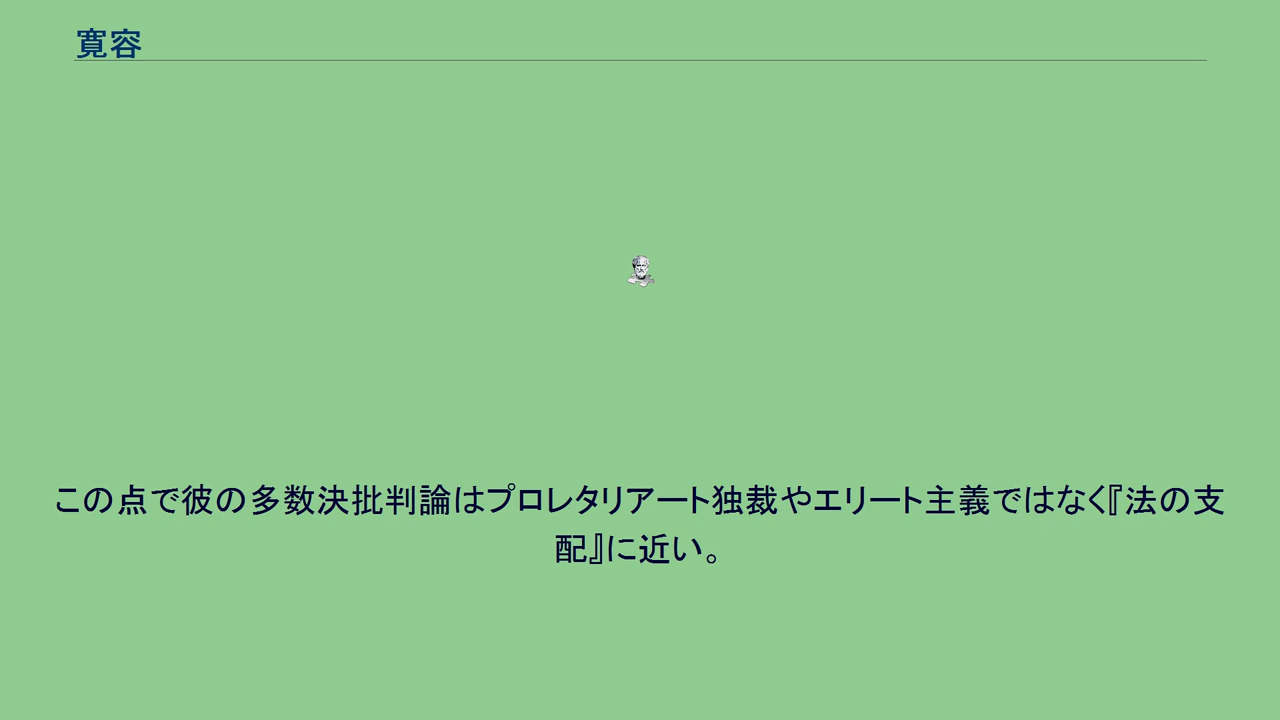 寛容
この点で彼の多数決批判論はプロレタリアート独裁やエリート主義ではなく『法の支
配』に近い。